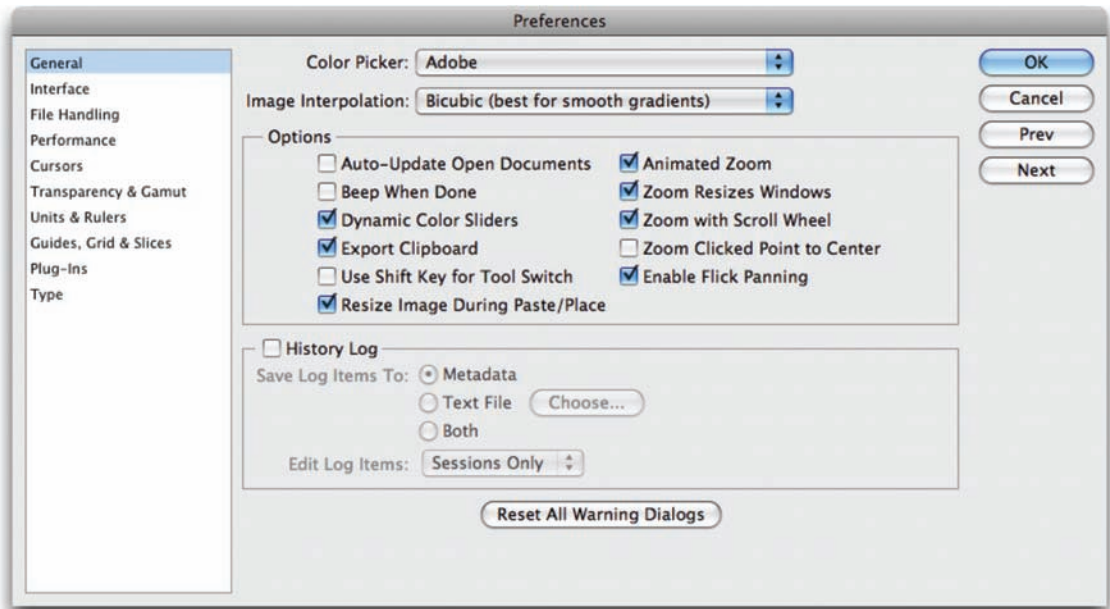 Preferences
General
Interface
File Handling
Performance
Cursors
Transparency & Gamut
Units & Rulers
Guides, Grid & Slices
Plug-Ins
Type
Color Picker: Adobe
Image Interpolation: Bicubic (best for smooth gradients)
Options
Auto-Update Open Documents
Beep When Done
Dynamic Color Sliders
Export Clipboard
Use Shift Key for Tool Switch
Resize Image During Paste/Place
Animated Zoom
Zoom Resizes Windows
Zoom with Scroll Wheel
Zoom Clicked Point to Center
Enable Flick Panning
History Log
Save Log Items To: Metadata
Text File Choose...
Both
Edit Log Items: Sessions Only
Reset All Warning Dialogs
OK
Cancel
Prev
Next